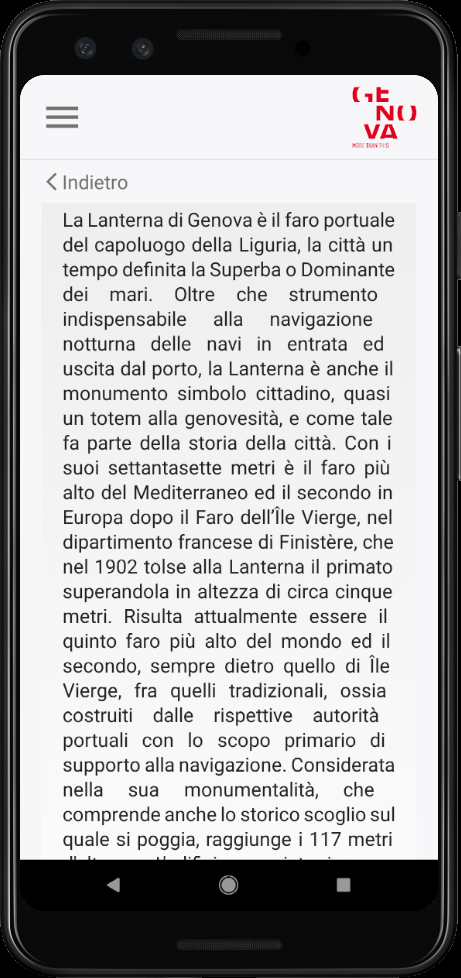 GE
NO
VA
MORE THAN THIS
Indietro
La Lanterna di Genova è il faro portuale
del capoluogo della Liguria, la città un
tempo definita la Superba o Dominante
dei mari. Oltre che strumento
indispensabile alla navigazione
notturna delle navi in entrata ed
uscita dal porto, la Lanterna è anche il
monumento simbolo cittadino, quasi
un totem alla genovesità, e come tale
fa parte della storia della città. Con i
suoi settantasette metri è il faro più
alto del Mediterraneo ed il secondo in
Europa dopo il Faro dell’Île Vierge, nel
dipartimento francese di Finistère, che
nel 1902 tolse alla Lanterna il primato
superandola in altezza di circa cinque
metri. Risulta attualmente essere il
quinto faro più alto del mondo ed il
secondo, sempre dietro quello di Île
Vierge, fra quelli tradizionali, ossia
costruiti dalle rispettive autorità
portuali con lo scopo primario di
supporto alla navigazione. Considerata
nella sua monumentalità, che
comprende anche lo storico scoglio sul
quale si poggia, raggiunge i 117 metri